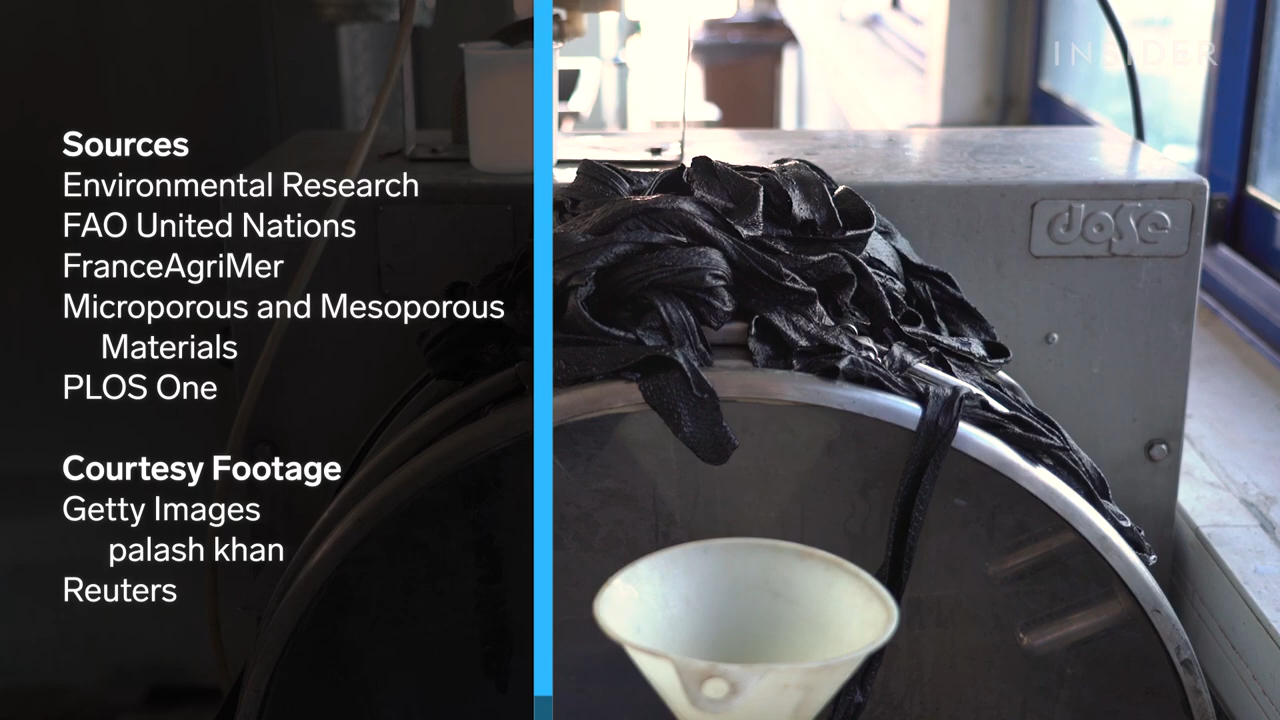 INSIDER
Sources
Environmental Research
FAO United Nations
FranceAgriMer
Microporous and Mesoporous
Materials
PLOS One
Courtesy Footage
Getty Images
palash khan
Reuters
dose